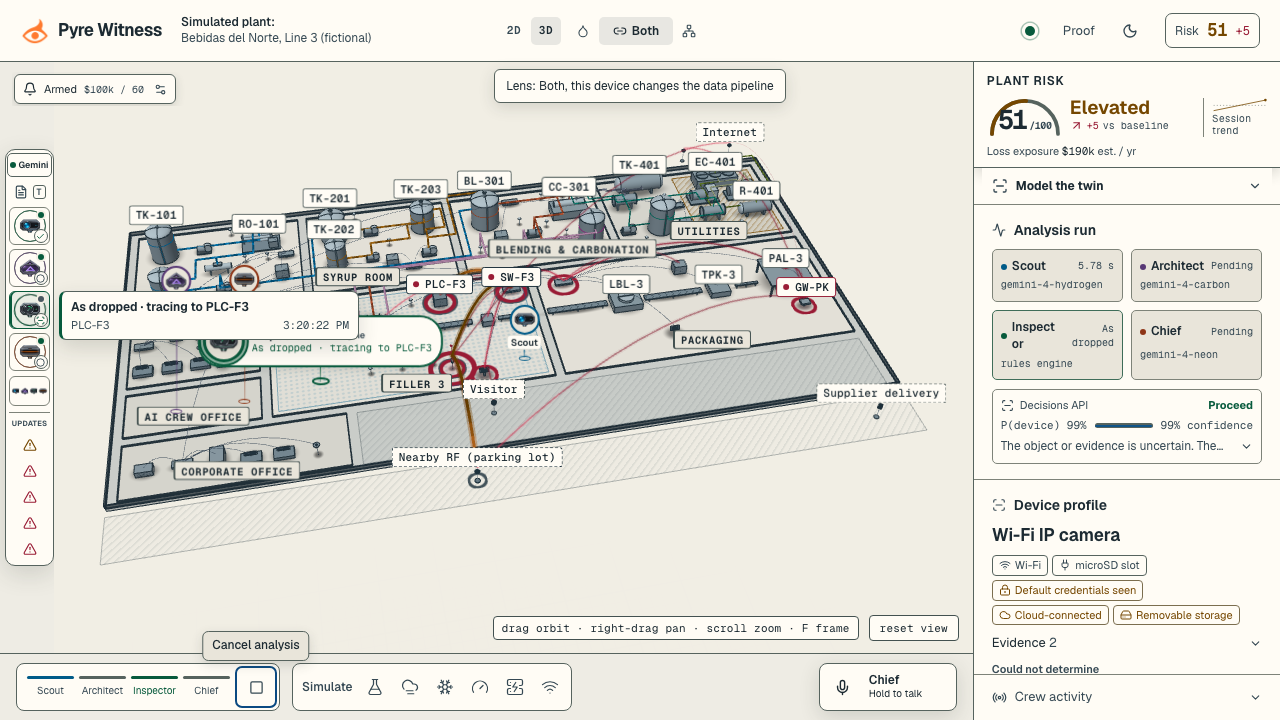 Pyre Witness
Simulated plant:
Bebidas del Norte, Line 3 (fictional)
2D
3D
Both
Proof
Risk 51 +5
Armed $100k / 60
Lens: Both, this device changes the data pipeline
Gemini
T
UPDATES
Internet
TK-401
EC-401
R-401
BL-301
CC-301
TK-203
TK-201
TK-202
TK-101
RO-101
UTILITIES
BLENDING & CARBONATION
SYRUP ROOM
PLC-F3
SW-F3
LBL-3
TPK-3
PAL-3
GW-PK
As dropped · tracing to PLC-F3
PLC-F3 3:20:22 PM
As dropped · tracing to PLC-F3
Scout
PACKAGING
FILLER 3
Visitor
Supplier delivery
AI CREW OFFICE
CORPORATE OFFICE
Nearby RF (parking lot)
drag orbit · right-drag pan · scroll zoom · F frame
reset view
Cancel analysis
Scout
Architect
Inspector
Chief
Simulate
Chief
Hold to talk
PLANT RISK
51 /100
Elevated
+5 vs baseline
Session
trend
Loss exposure $190k est. / yr
Model the twin
Analysis run
Scout 5.78 s
gemini-4-hydrogen
Architect Pending
gemini-4-carbon
Inspect
or
As
dropped
rules engine
Chief Pending
gemini-4-neon
Decisions API Proceed
P(device) 99% 99% confidence
The object or evidence is uncertain. The…
Device profile
Wi-Fi IP camera
Wi-Fi
microSD slot
Default credentials seen
Cloud-connected
Removable storage
Evidence 2
Could not determine
Crew activity